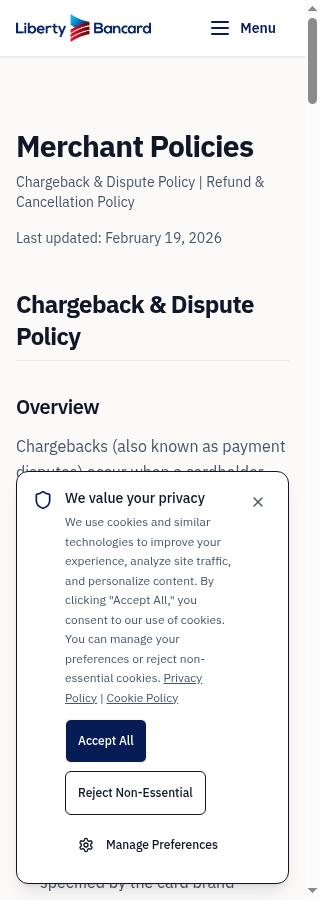 Liberty Bancard
Menu
Merchant Policies
Chargeback & Dispute Policy | Refund &
Cancellation Policy
Last updated: February 19, 2026
Chargeback & Dispute
Policy
Overview
Chargebacks (also known as payment
disputes) occur when a cardholder
We value your privacy
We use cookies and similar
technologies to improve your
experience, analyze site traffic,
and personalize content. By
clicking "Accept All," you
consent to our use of cookies.
You can manage your
preferences or reject non-
essential cookies. Privacy
Policy | Cookie Policy
Accept All
Reject Non-Essential
Manage Preferences
specified by the card brand